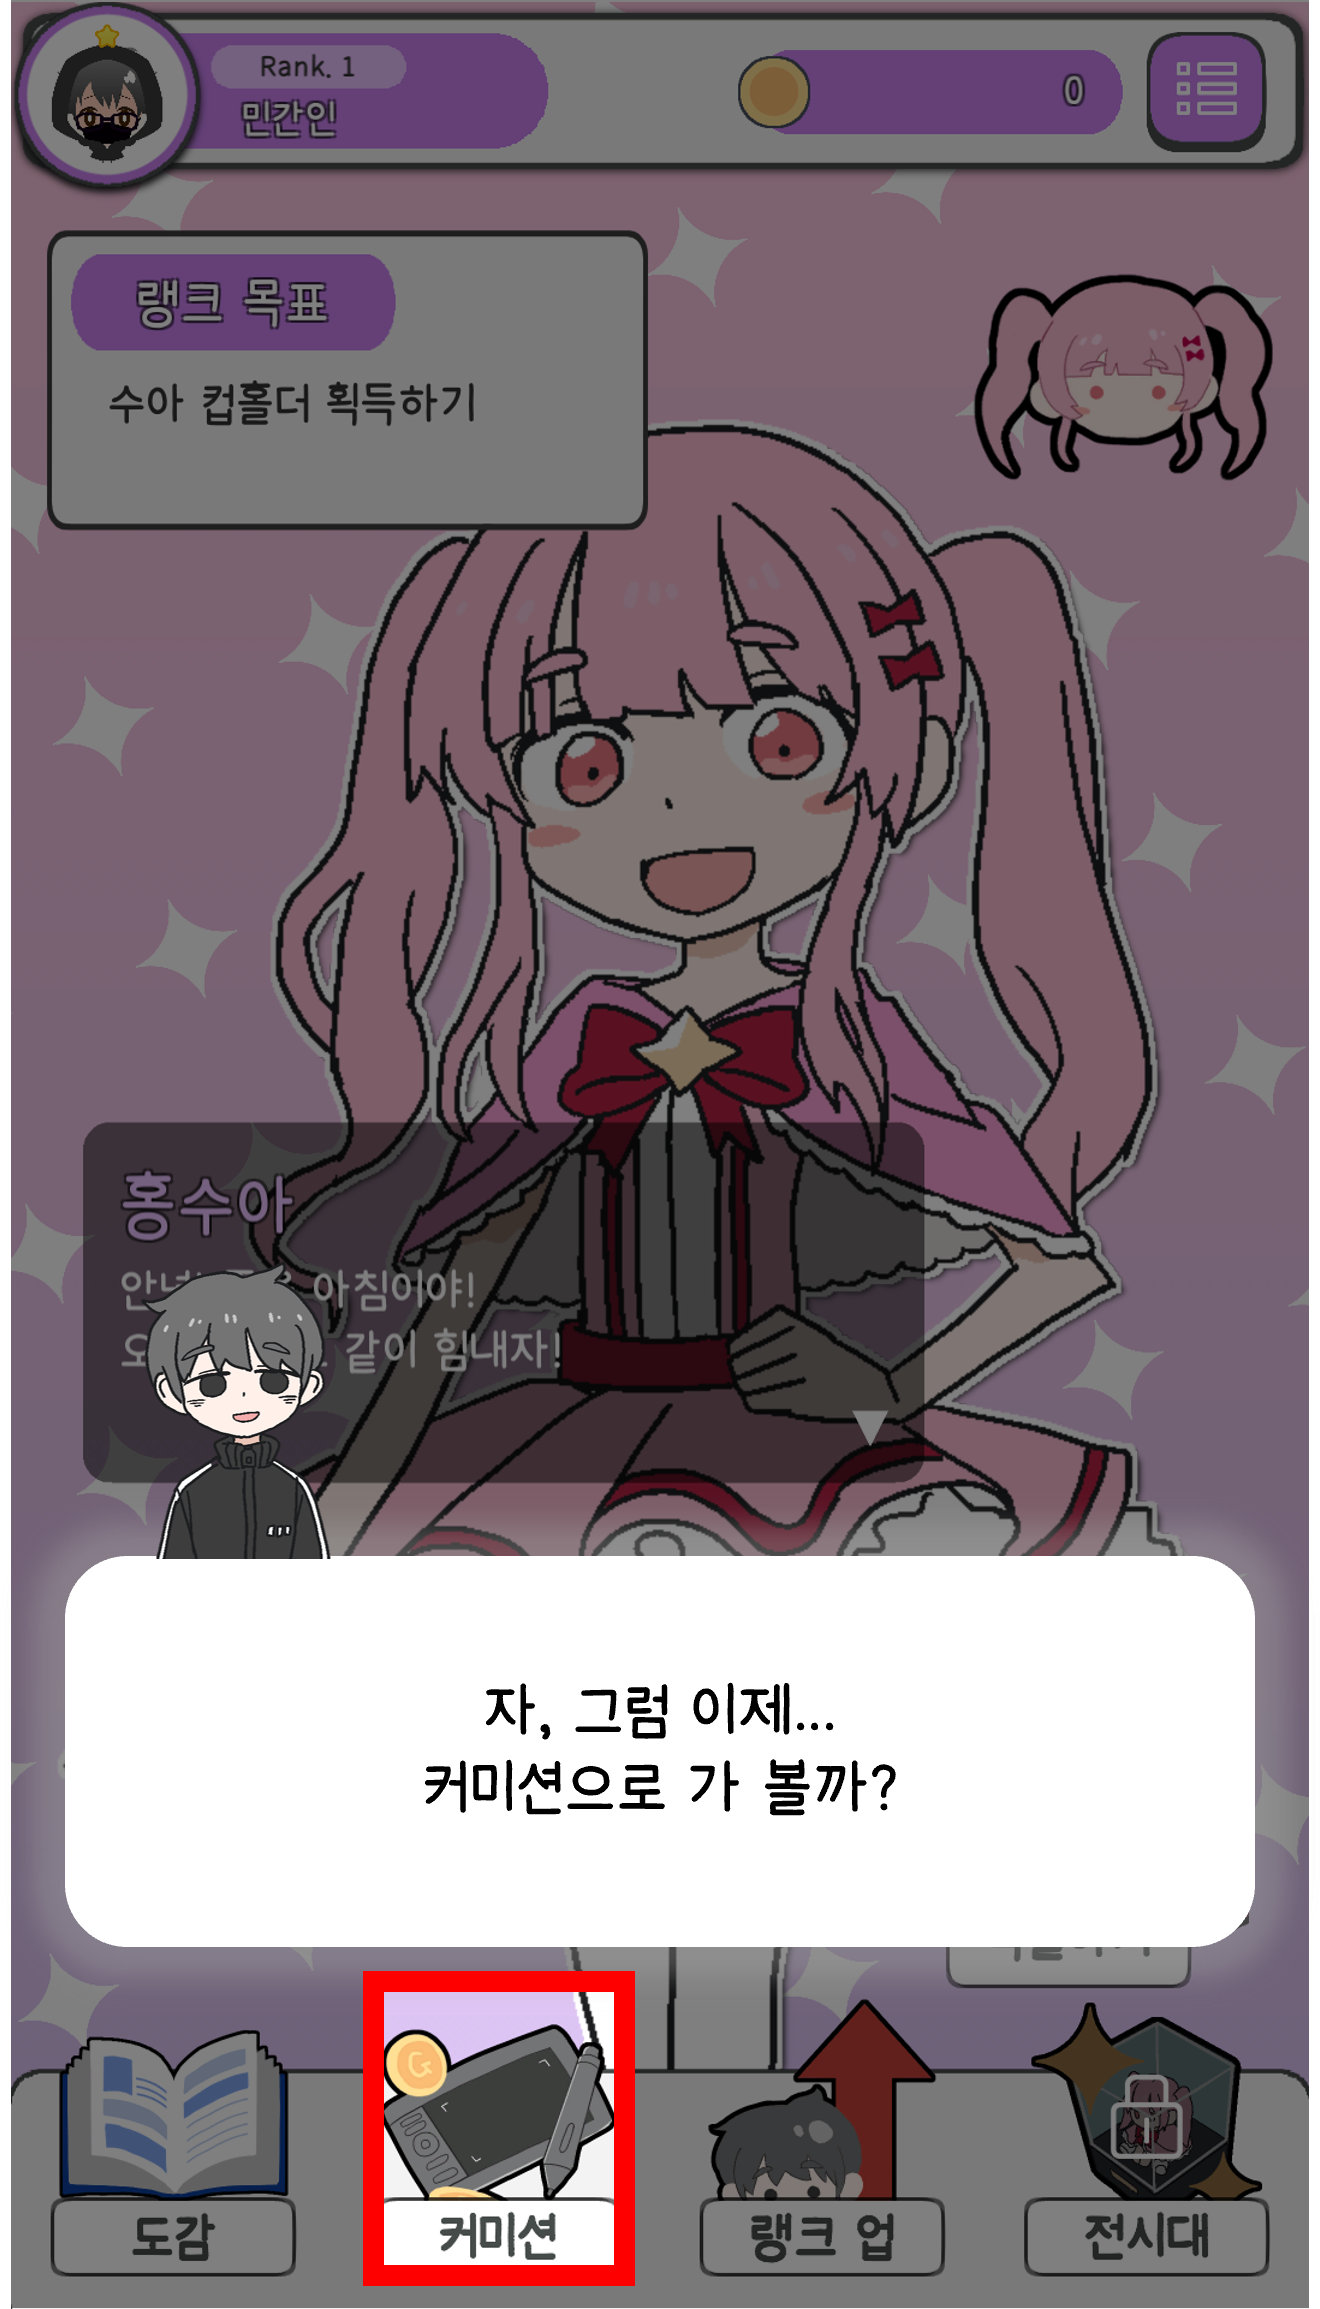 Rank. 1
민간인
0
랭크 목표
수아 컵홀더 획득하기
홍수아
아침이야!
같이 힘내자!
자, 그럼 이제...
커미션으로 가 볼까?
G
도감
커미션
랭크 업
전시대